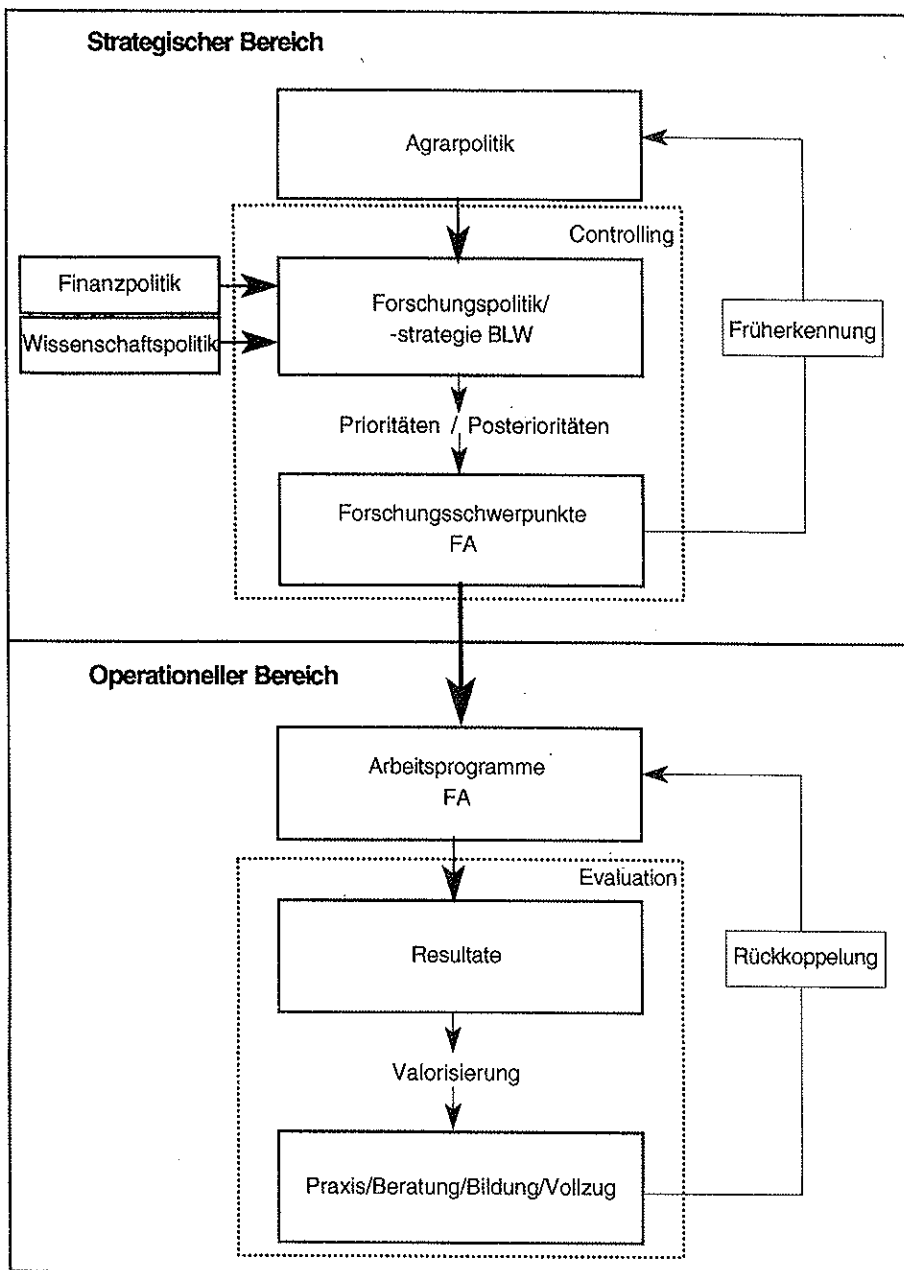 Strategischer Bereich
Agrarpolitik
Controlling
Finanzpolitik
Wissenschaftspolitik
Forschungspolitik/
-strategie BLW
Früherkennung
Prioritäten / Posterioritäten
Forschungsschwerpunkte
FA
Operationeller Bereich
Arbeitsprogramme
FA
Evaluation
Resultate
Rückkoppelung
Valorisierung
Praxis/Beratung/Bildung/Vollzug